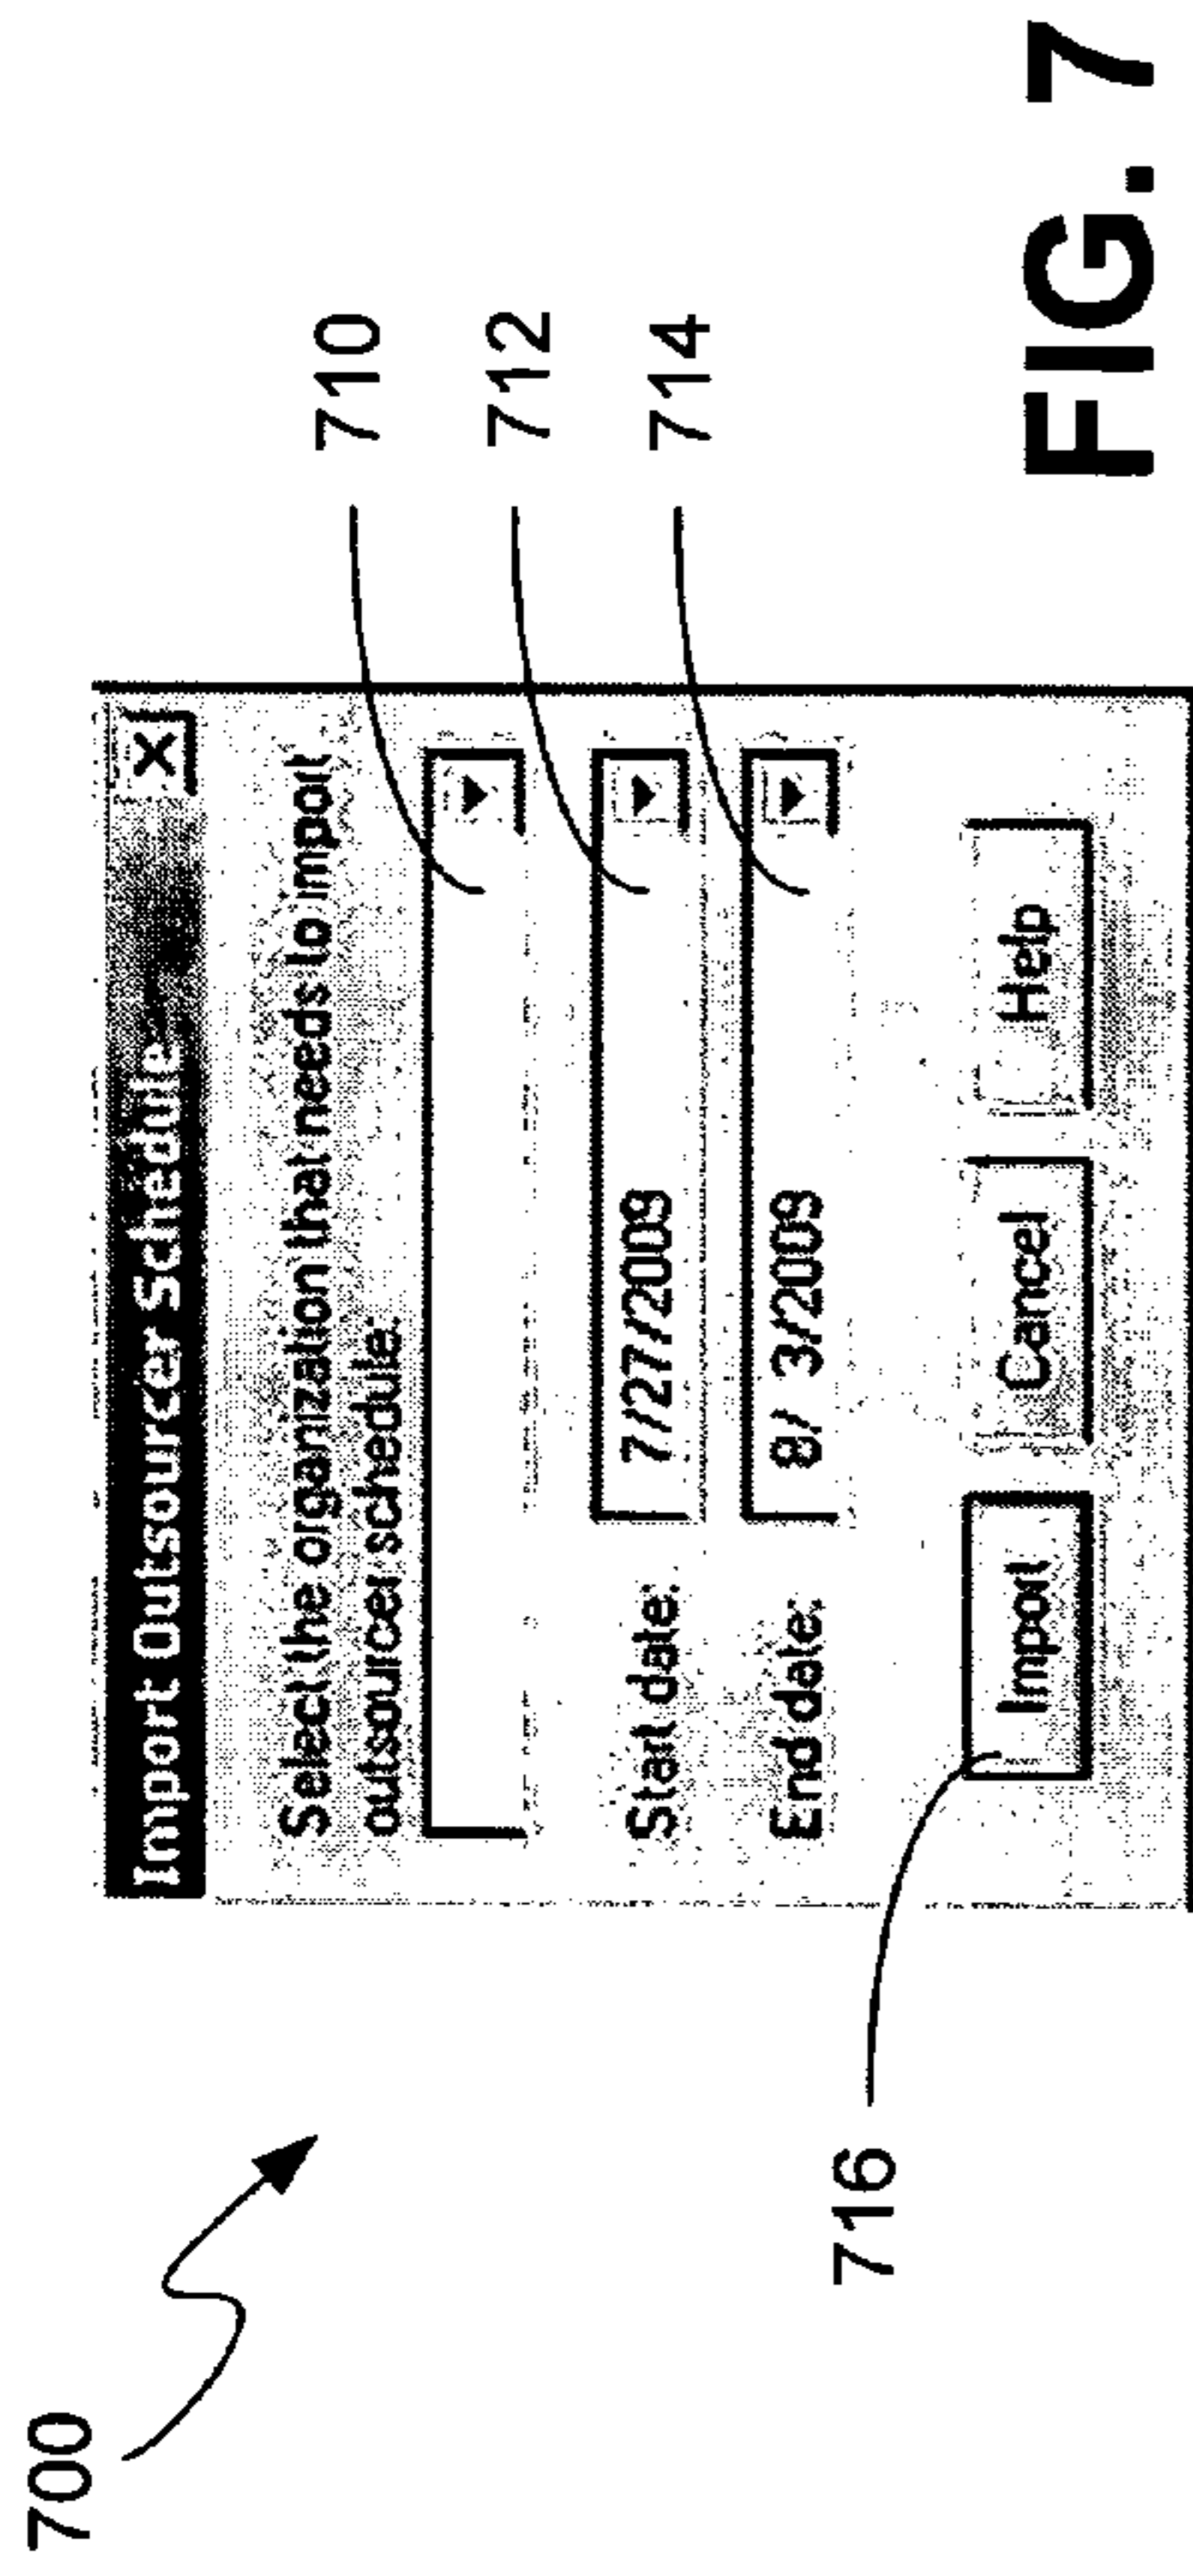 700
Import Outsourcer Schedule
Select the organization that needs to import
outsourcer schedule:
710
Start date: 7/27/2009
712
End date: 8/ 3/2009
714
716
Import Cancel Help
FIG. 7